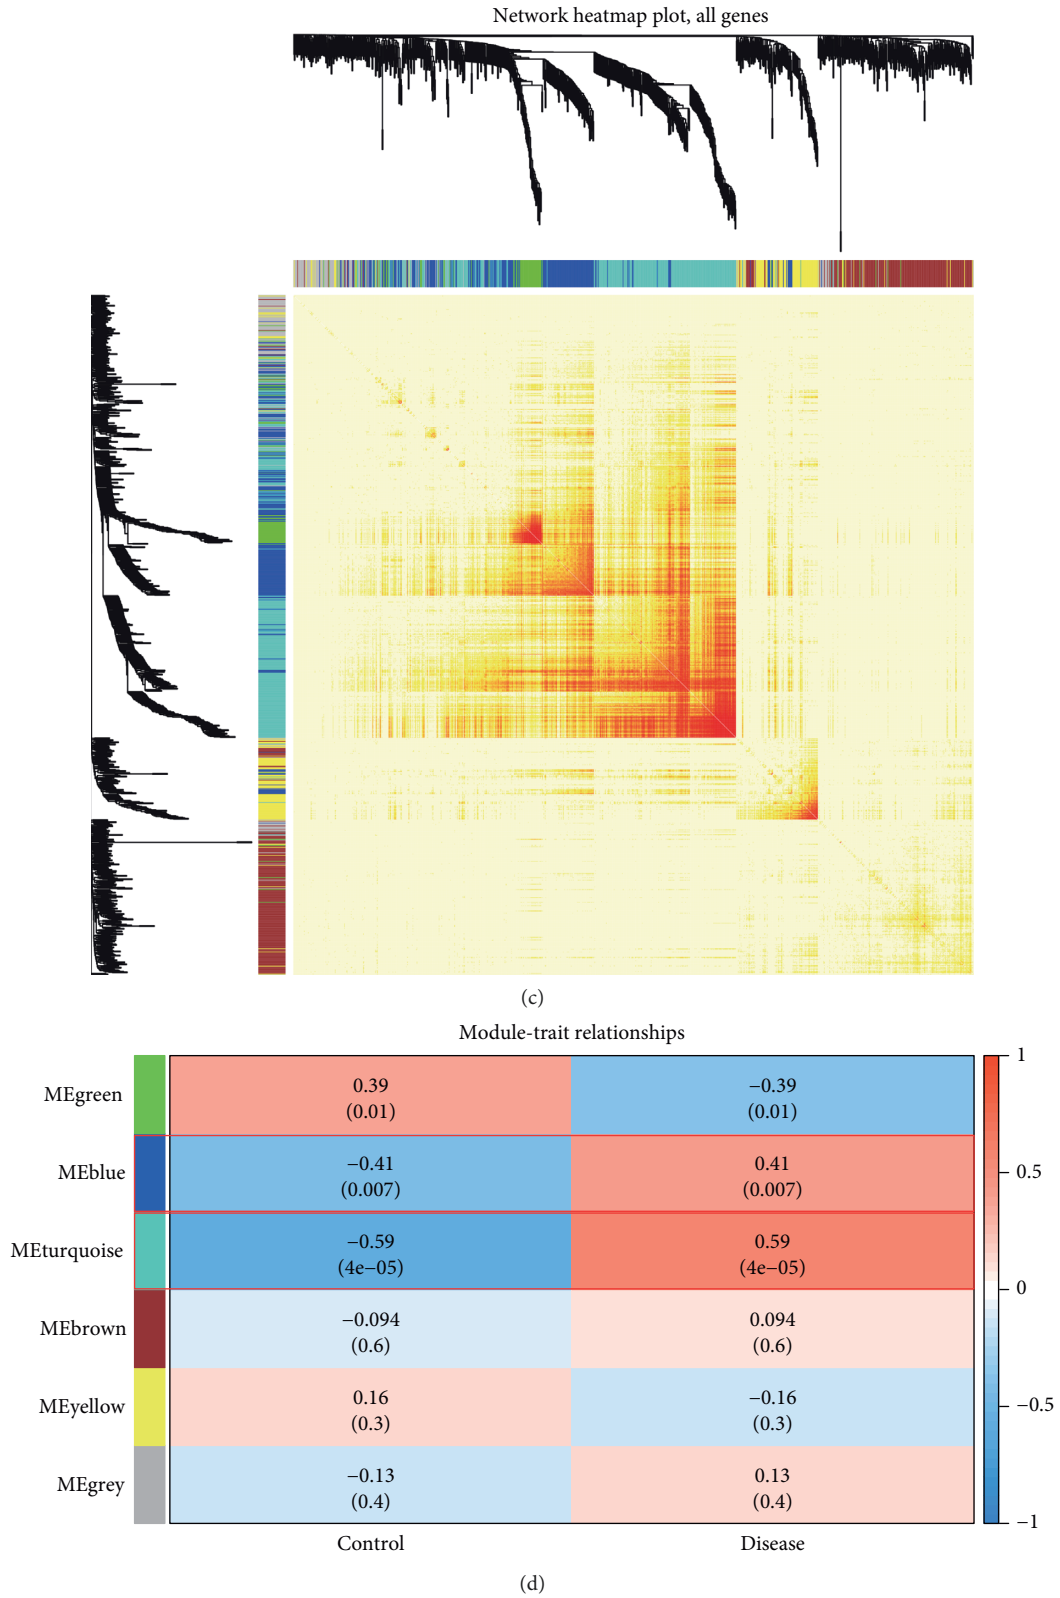 Network heatmap plot, all genes
(c)
Module-trait relationships
MEgreen
0.39
(0.01)
−0.39
(0.01)
MEblue
−0.41
(0.007)
0.41
(0.007)
MEturquoise
−0.59
(4e−05)
0.59
(4e−05)
MEbrown
−0.094
(0.6)
0.094
(0.6)
MEyellow
0.16
(0.3)
−0.16
(0.3)
MEgrey
−0.13
(0.4)
0.13
(0.4)
1
0.5
0
−0.5
−1
Control
Disease
(d)